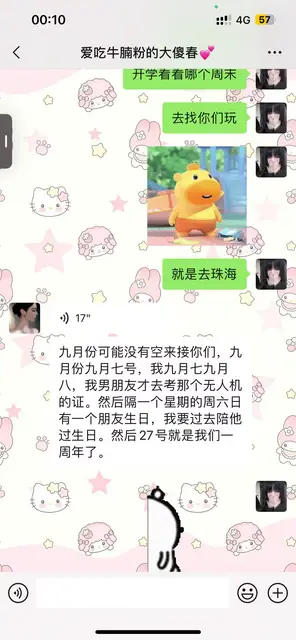 00:10
4G 57
爱吃牛腩粉的大傻春💕
开学看看哪个周末
去找你们玩
就是去珠海
17"
九月份可能没有空来接你们，九
月份九月七号，我九月七九月
八，我男朋友才去考那个无人机
的证。然后隔一个星期的周六日
有一个朋友生日，我要过去陪他
过生日。然后 27 号就是我们一
周年了。